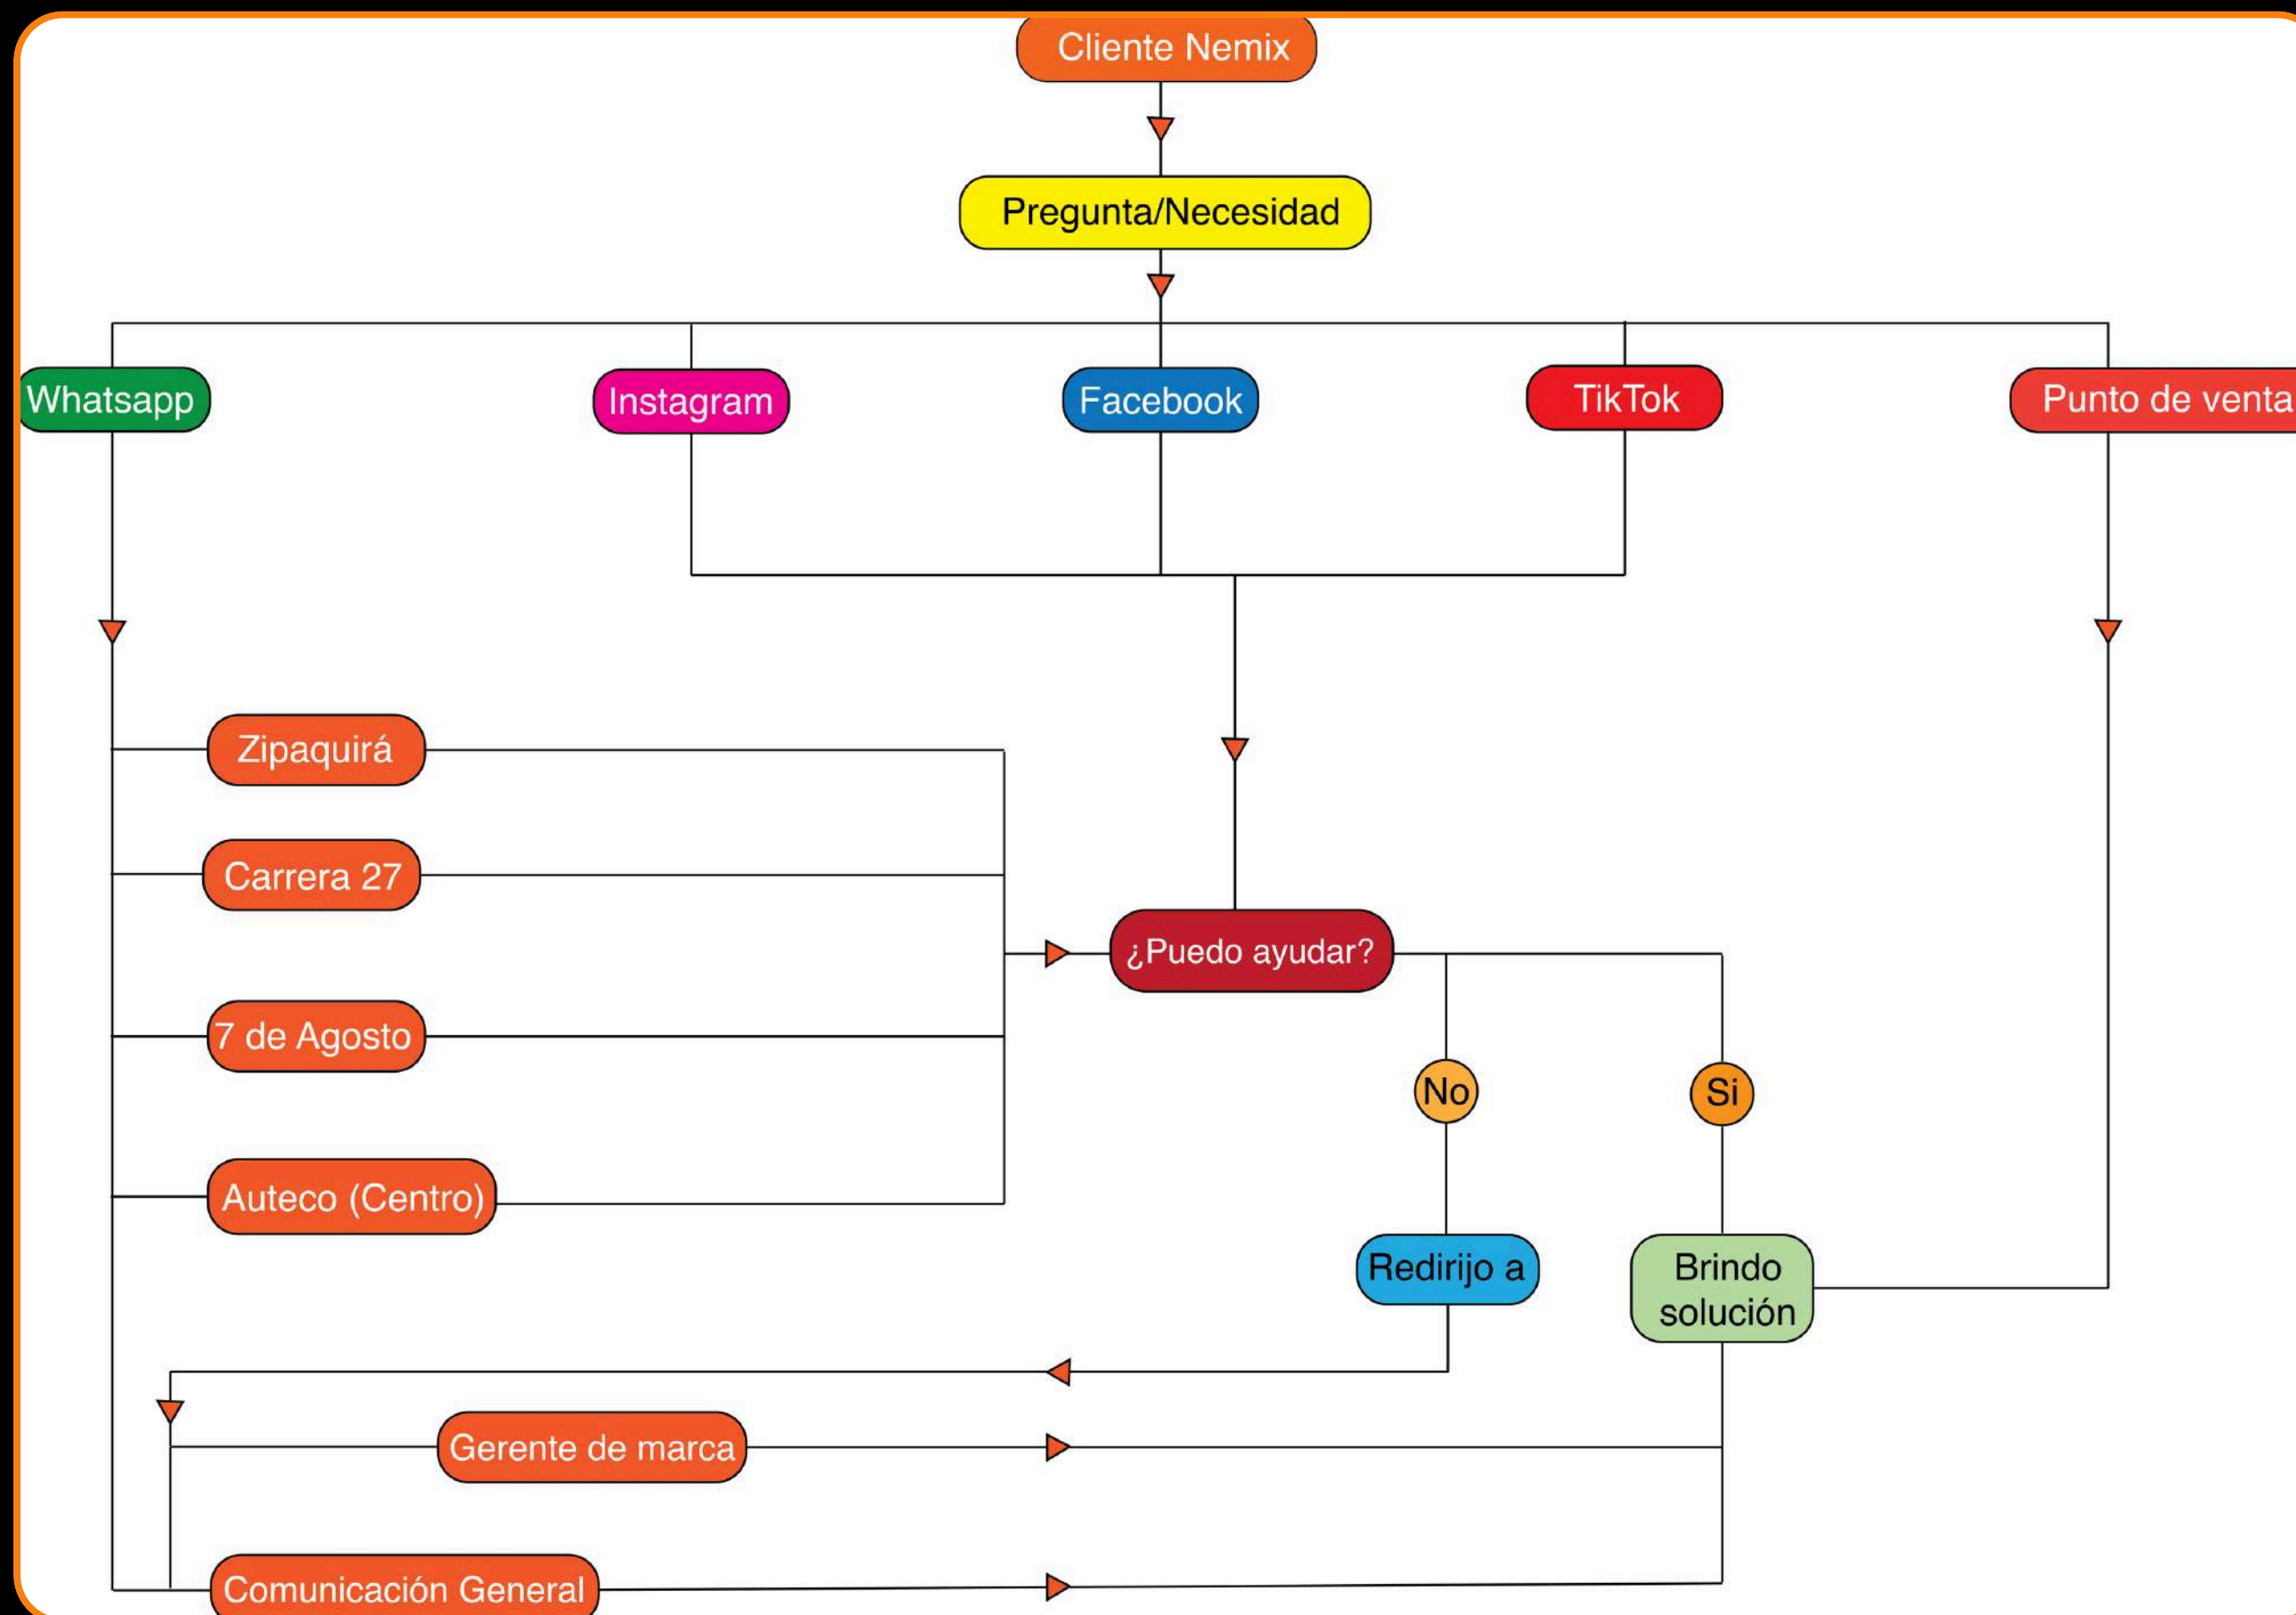 Cliente Nemix
Pregunta/Necesidad
Whatsapp
Instagram
Facebook
TikTok
Punto de venta
Zipaquirá
Carrera 27
¿Puedo ayudar?
7 de Agosto
No
Si
Auteco (Centro)
Redirijo a
Brindo
solución
Gerente de marca
Comunicación General